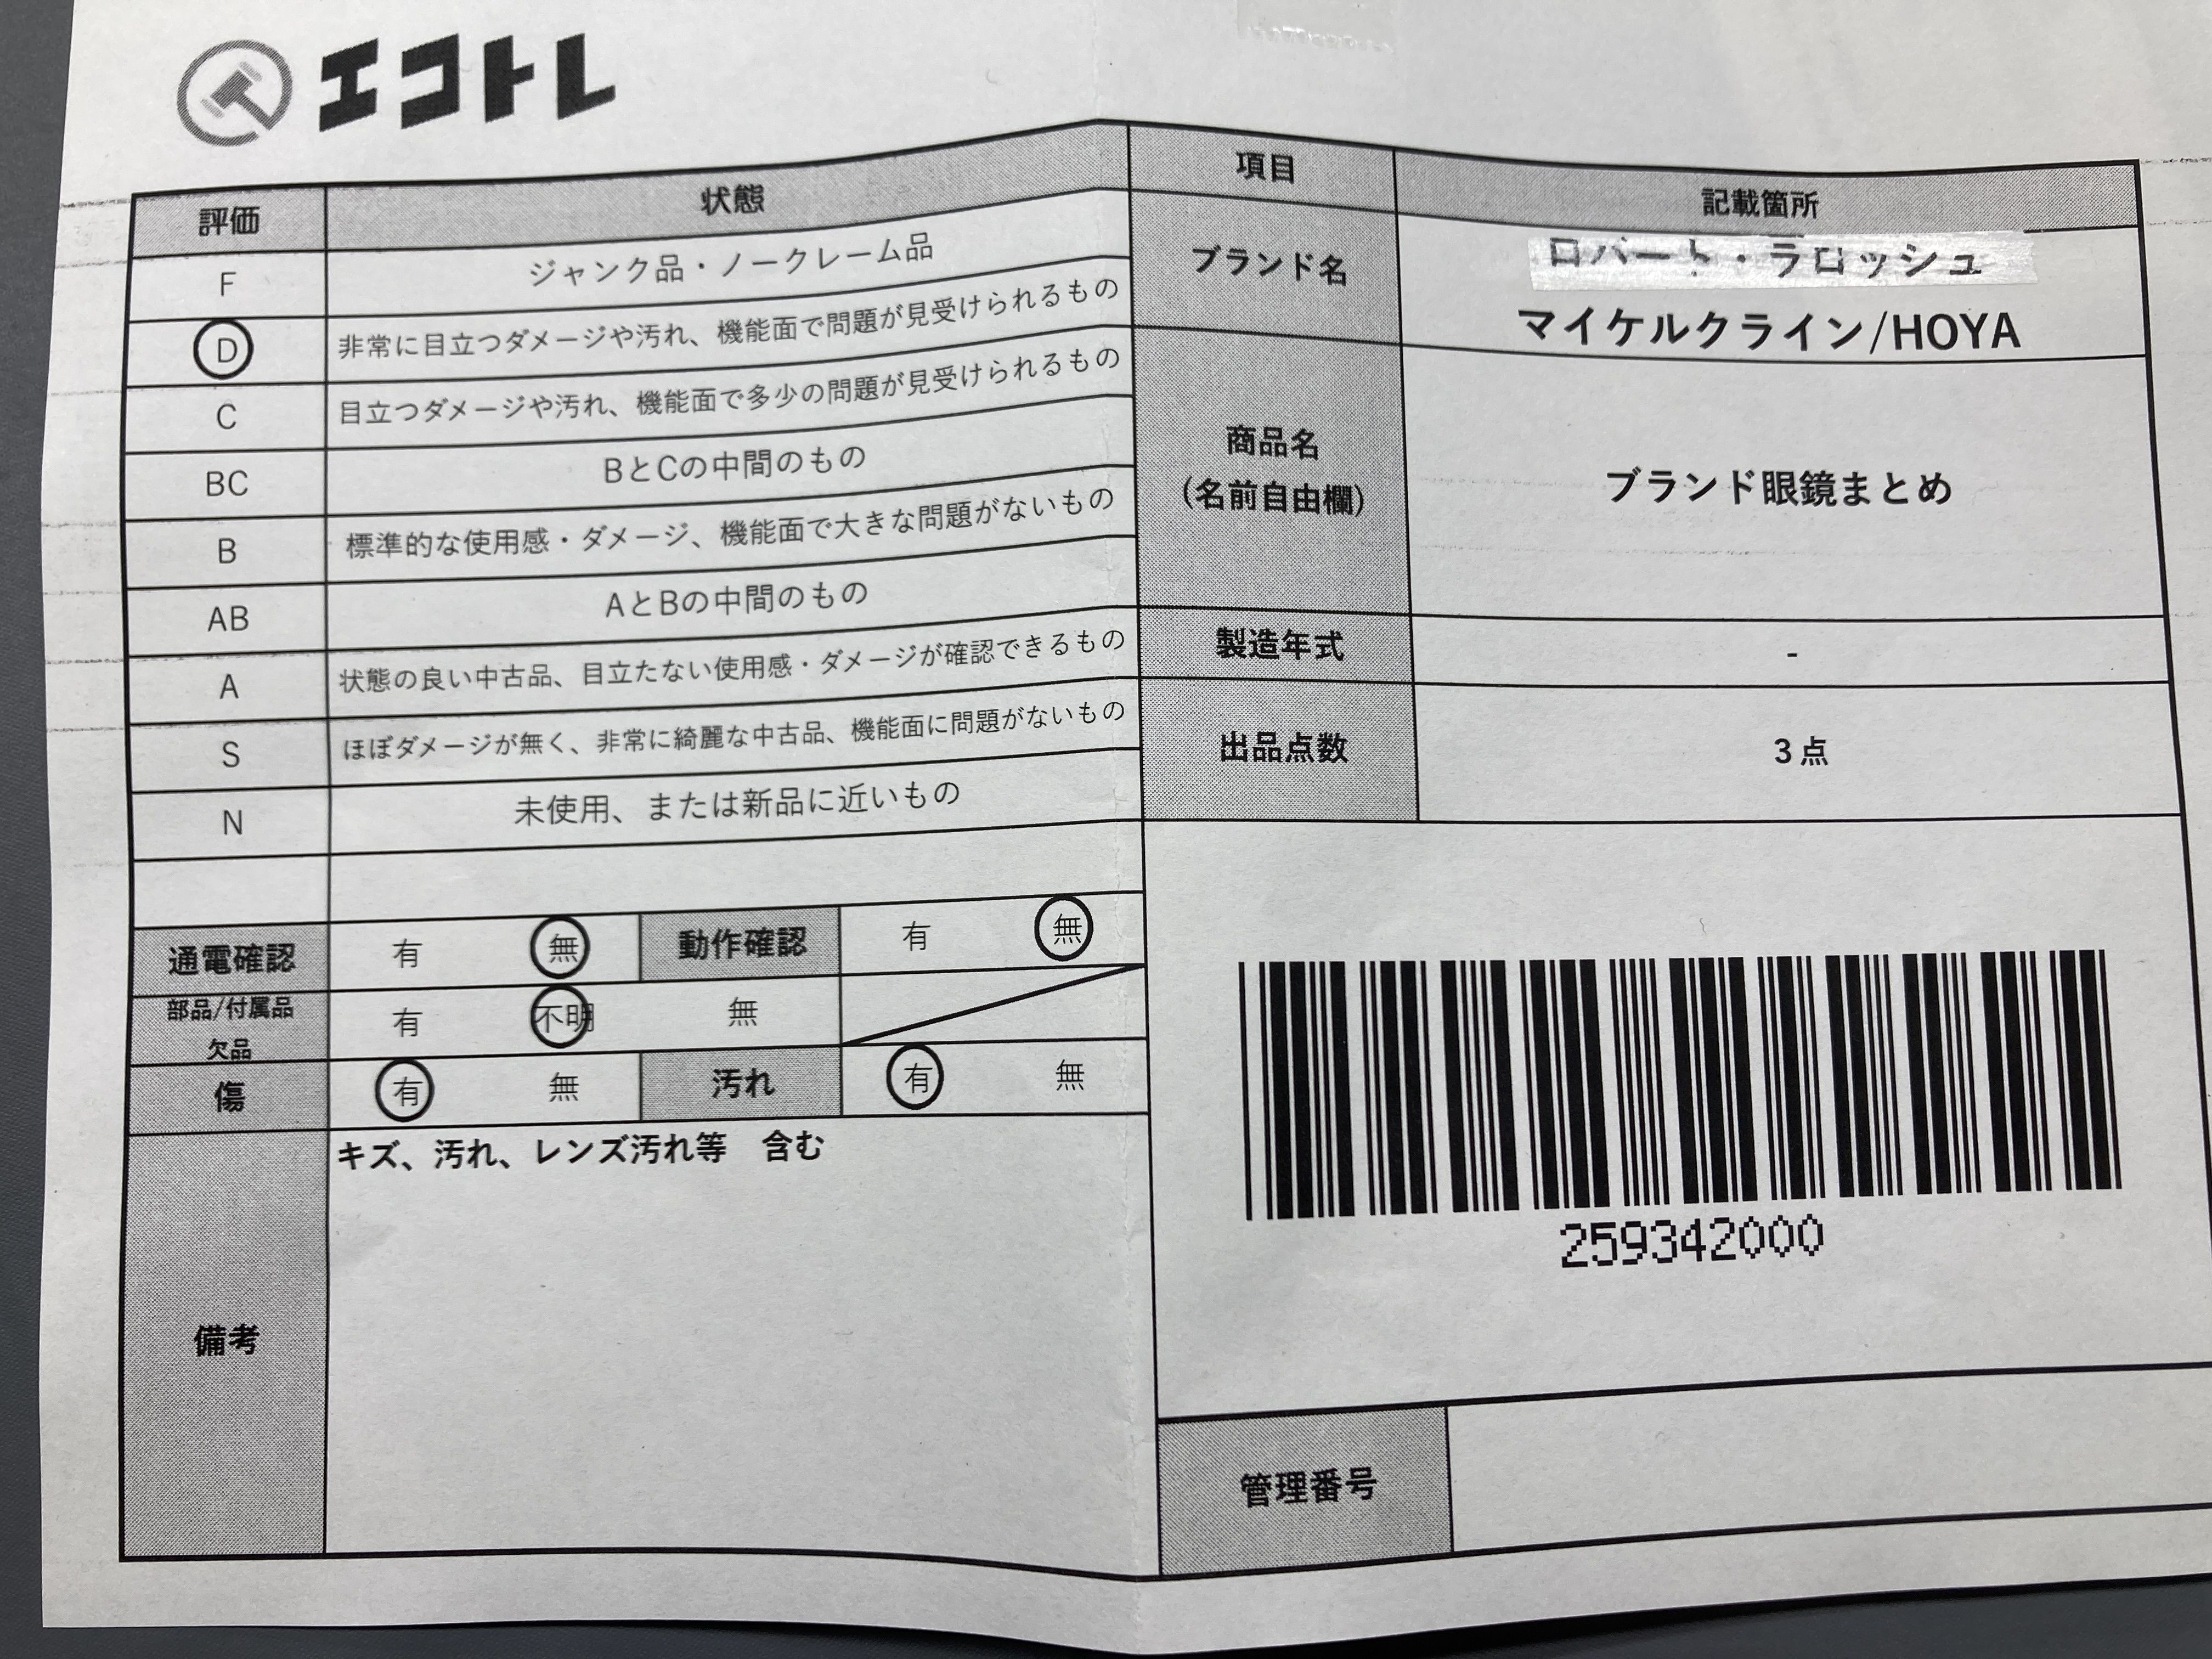 エコトレ
評価 状態
F ジャンク品・ノークレーム品
D 非常に目立つダメージや汚れ、機能面で問題が見受けられるもの
C 目立つダメージや汚れ、機能面で多少の問題が見受けられるもの
BC BとCの中間のもの
B 標準的な使用感・ダメージ、機能面で大きな問題がないもの
AB AとBの中間のもの
A 状態の良い中古品、目立たない使用感・ダメージが確認できるもの
S ほぼダメージが無く、非常に綺麗な中古品、機能面に問題がないもの
N 未使用、または新品に近いもの
通電確認 有 無 動作確認 有 無
部品/付属品
欠品 有 不明 無
傷 有 無 汚れ 有 無
備考 キズ、汚れ、レンズ汚れ等　含む
項目 記載箇所
ブランド名 ロバート・ラロッシュ
マイケルクライン/HOYA
商品名
（名前自由欄） ブランド眼鏡まとめ
製造年式 -
出品点数 3点
259342000
管理番号